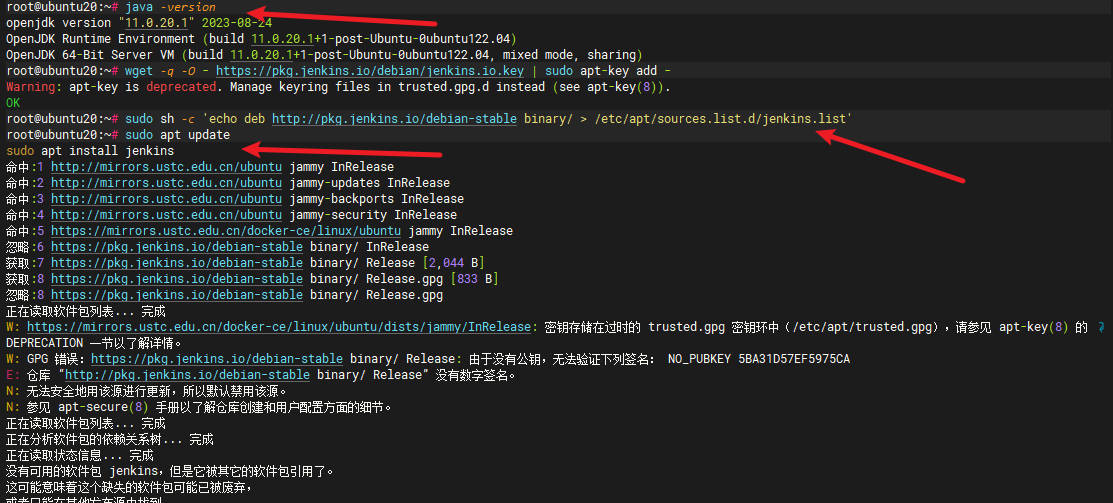 root@ubuntu20:~# java -version
openjdk version "11.0.20.1" 2023-08-24
OpenJDK Runtime Environment (build 11.0.20.1+1-post-Ubuntu-0ubuntu122.04)
OpenJDK 64-Bit Server VM (build 11.0.20.1+1-post-Ubuntu-0ubuntu122.04, mixed mode, sharing)
root@ubuntu20:~# wget -q -O - https://pkg.jenkins.io/debian/jenkins.io.key | sudo apt-key add -
Warning: apt-key is deprecated. Manage keyring files in trusted.gpg.d instead (see apt-key(8)).
OK
root@ubuntu20:~# sudo sh -c 'echo deb http://pkg.jenkins.io/debian-stable binary/ > /etc/apt/sources.list.d/jenkins.list'
root@ubuntu20:~# sudo apt update
sudo apt install jenkins
命中:1 http://mirrors.ustc.edu.cn/ubuntu jammy InRelease
命中:2 http://mirrors.ustc.edu.cn/ubuntu jammy-updates InRelease
命中:3 http://mirrors.ustc.edu.cn/ubuntu jammy-backports InRelease
命中:4 http://mirrors.ustc.edu.cn/ubuntu jammy-security InRelease
命中:5 https://mirrors.ustc.edu.cn/docker-ce/linux/ubuntu jammy InRelease
忽略:6 https://pkg.jenkins.io/debian-stable binary/ InRelease
获取:7 https://pkg.jenkins.io/debian-stable binary/ Release [2,044 B]
获取:8 https://pkg.jenkins.io/debian-stable binary/ Release.gpg [833 B]
忽略:8 https://pkg.jenkins.io/debian-stable binary/ Release.gpg
正在读取软件包列表... 完成
W: https://mirrors.ustc.edu.cn/docker-ce/linux/ubuntu/dists/jammy/InRelease: 密钥存储在过时的 trusted.gpg 密钥环中（/etc/apt/trusted.gpg），请参见 apt-key(8) 的
DEPRECATION 一节以了解详情。
W: GPG 错误：https://pkg.jenkins.io/debian-stable binary/ Release: 由于没有公钥，无法验证下列签名： NO_PUBKEY 5BA31D57EF5975CA
E: 仓库 “http://pkg.jenkins.io/debian-stable binary/ Release” 没有数字签名。
N: 无法安全地用该源进行更新，所以默认禁用该源。
N: 参见 apt-secure(8) 手册以了解仓库创建和用户配置方面的细节。
正在读取软件包列表... 完成
正在分析软件包的依赖关系树... 完成
正在读取状态信息... 完成
没有可用的软件包 jenkins，但是它被其它的软件包引用了。
这可能意味着这个缺失的软件包可能已被废弃，
或者只能在其他发布源中找到